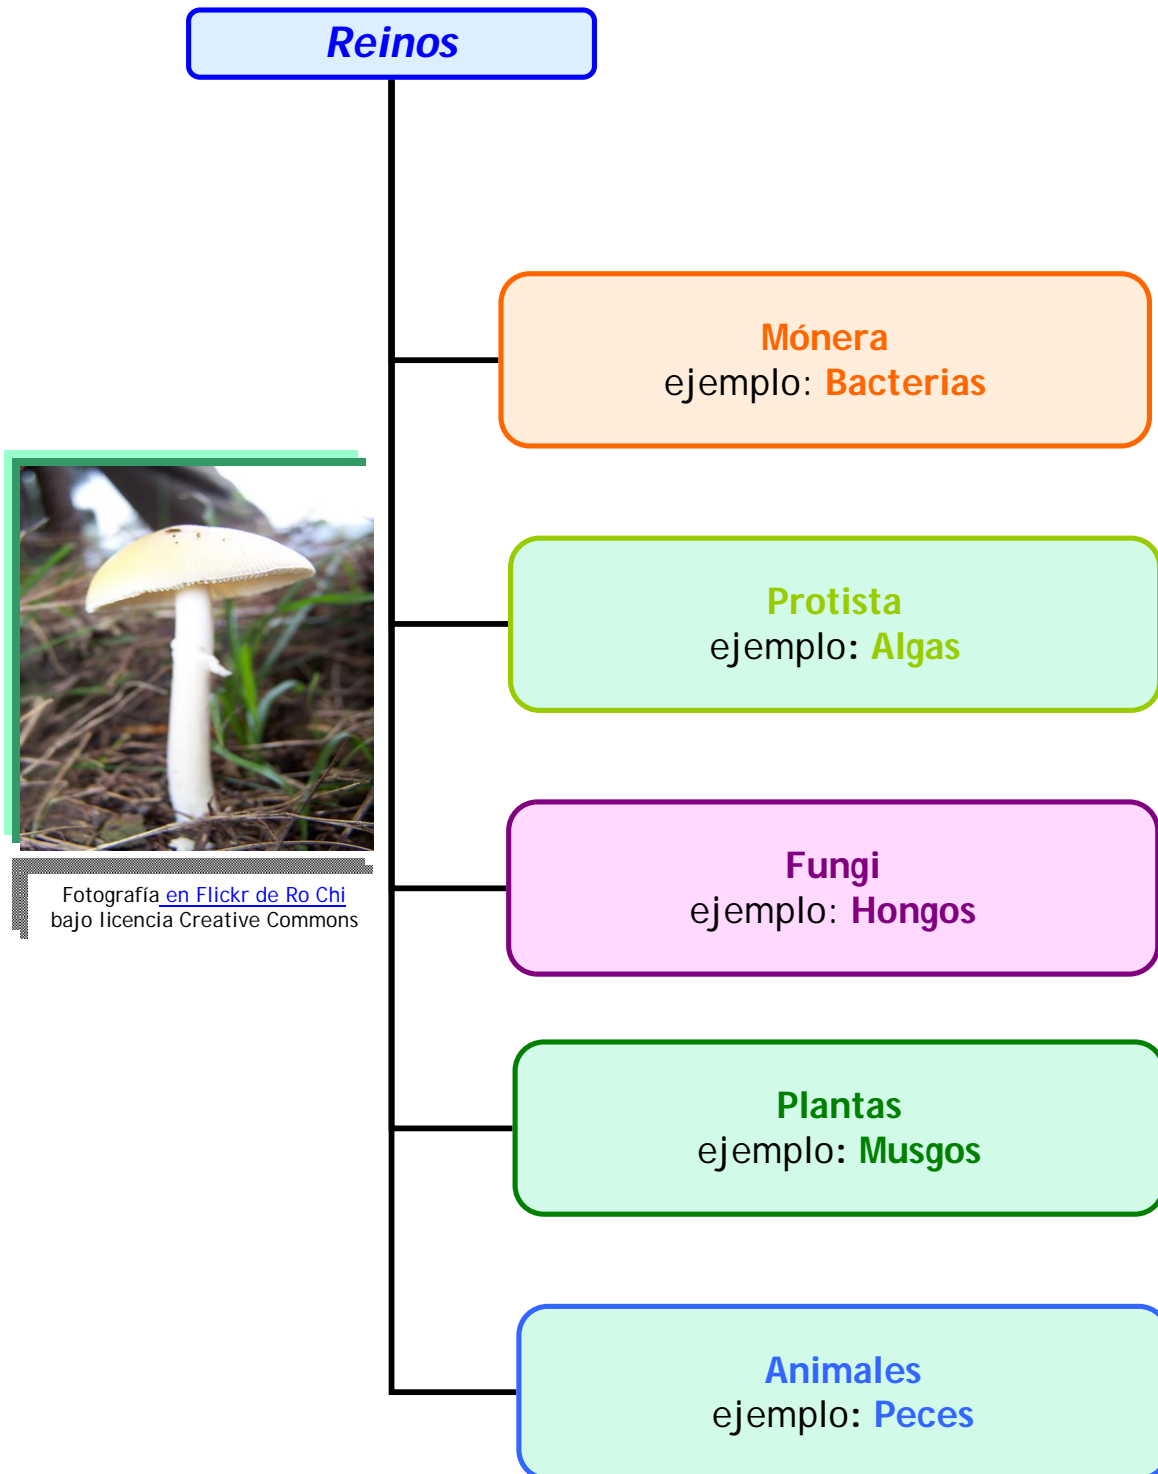 Reinos
Mónera
ejemplo: Bacterias
Protista
ejemplo: Algas
Fungi
ejemplo: Hongos
Fotografía en Flickr de Ro Chi
bajo licencia Creative Commons
Plantas
ejemplo: Musgos
Animales
ejemplo: Peces